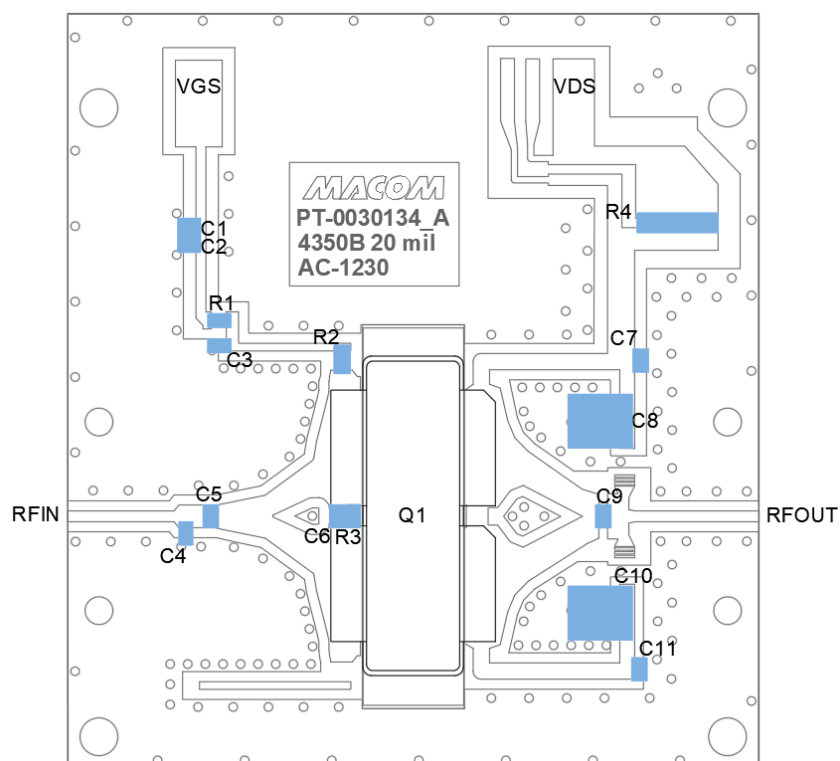 VGS
VDS
MACOM
PT-0030134_A
4350B 20 mil
AC-1230
C1
C2
R4
R1
C3
R2
C7
C8
RFIN
C5
C4
C6
R3
Q1
C9
RFOUT
C10
C11